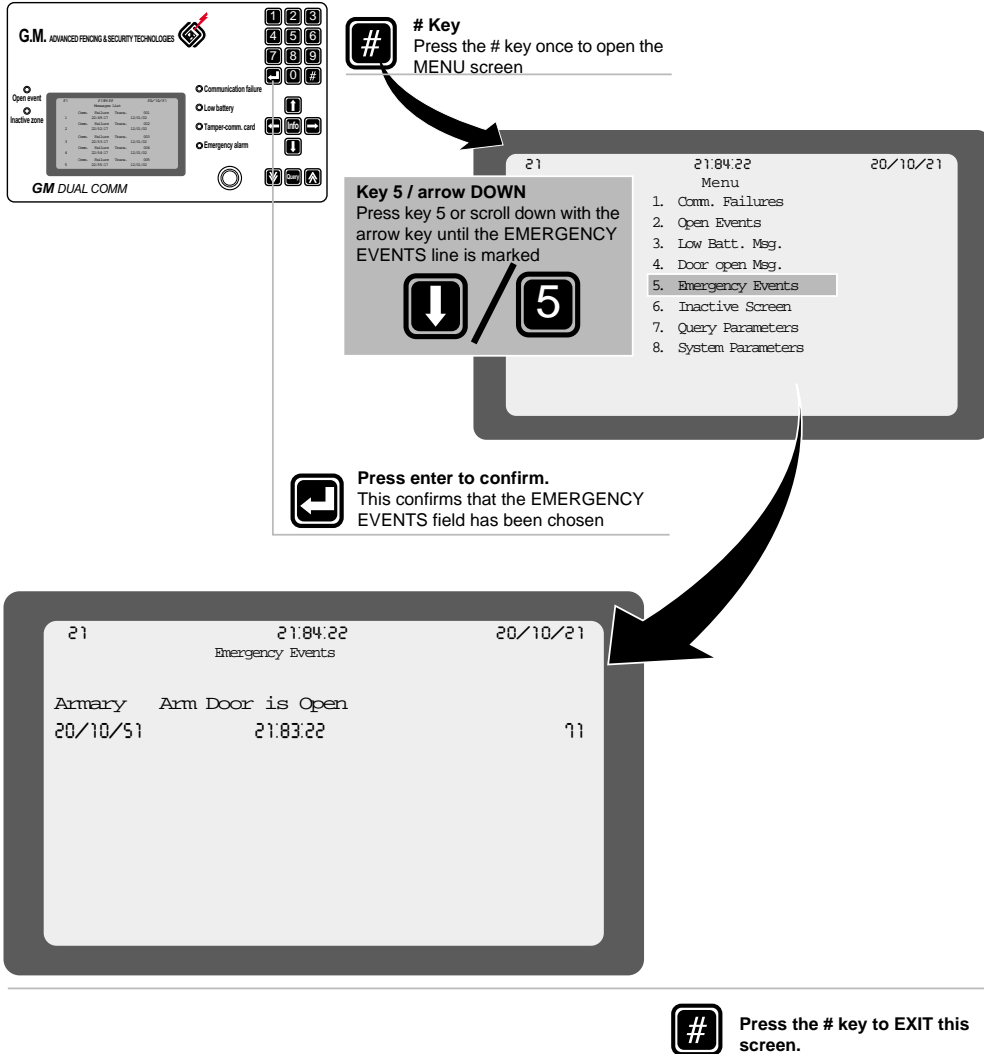 G.M. ADVANCED FENCING & SECURITY TECHNOLOGES
1 2 3
4 5 6
7 8 9
0 #
Open event
Inactive zone
Communication failure
Low battery
Tamper-comm. card
Emergency alarm
Info
Query
Messages List
GM DUAL COMM
#
# Key
Press the # key once to open the
MENU screen
Key 5 / arrow DOWN
Press key 5 or scroll down with the
arrow key until the EMERGENCY
EVENTS line is marked
/ 5
21 21:84:22 20/10/21
Menu
1. Comm. Failures
2. Open Events
3. Low Batt. Msg.
4. Door open Msg.
5. Emergency Events
6. Inactive Screen
7. Query Parameters
8. System Parameters
Press enter to confirm.
This confirms that the EMERGENCY
EVENTS field has been chosen
21 21:84:22 20/10/21
Emergency Events
Armary Arm Door is Open
20/10/51 21:83:22 71
#
Press the # key to EXIT this
screen.